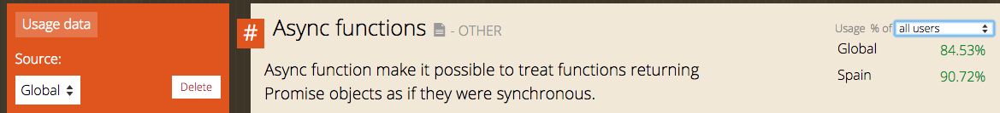 Usage data
Source:
Global
Delete
# Async functions - OTHER
Async function make it possible to treat functions returning
Promise objects as if they were synchronous.
Usage % of all users
Global 84.53%
Spain 90.72%